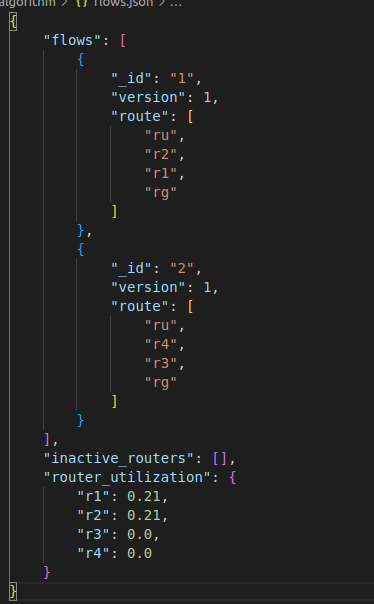 algorithm > {} flows.json > ...
{
    "flows": [
        {
            "_id": "1",
            "version": 1,
            "route": [
                "ru",
                "r2",
                "r1",
                "rg"
            ]
        },
        {
            "_id": "2",
            "version": 1,
            "route": [
                "ru",
                "r4",
                "r3",
                "rg"
            ]
        }
    ],
    "inactive_routers": [],
    "router_utilization": {
        "r1": 0.21,
        "r2": 0.21,
        "r3": 0.0,
        "r4": 0.0
    }
}